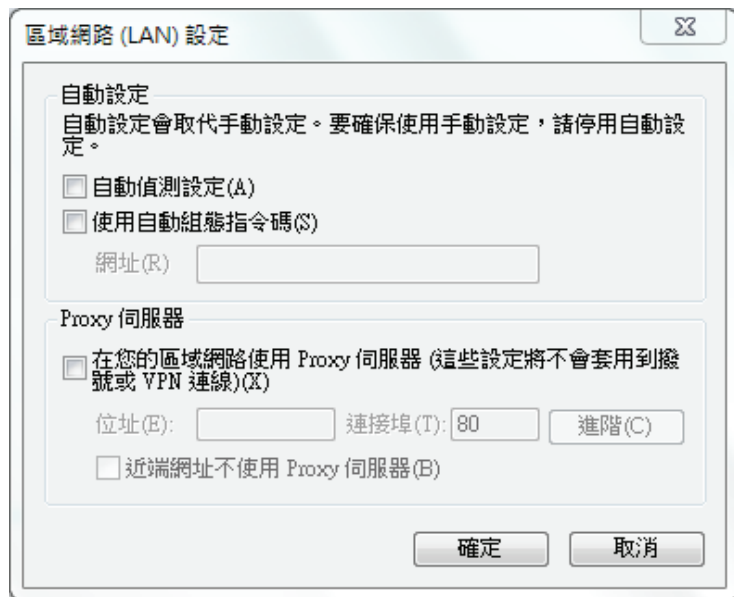 區域網路 (LAN) 設定
自動設定
自動設定會取代手動設定。要確保使用手動設定，請停用自動設
定。
自動偵測設定(A)
使用自動組態指令碼(S)
網址(R)
Proxy 伺服器
在您的區域網路使用 Proxy 伺服器 (這些設定將不會套用到撥
號或 VPN 連線)(X)
位址(E): 連接埠(T): 80 進階(C)
近端網址不使用 Proxy 伺服器(B)
確定 取消